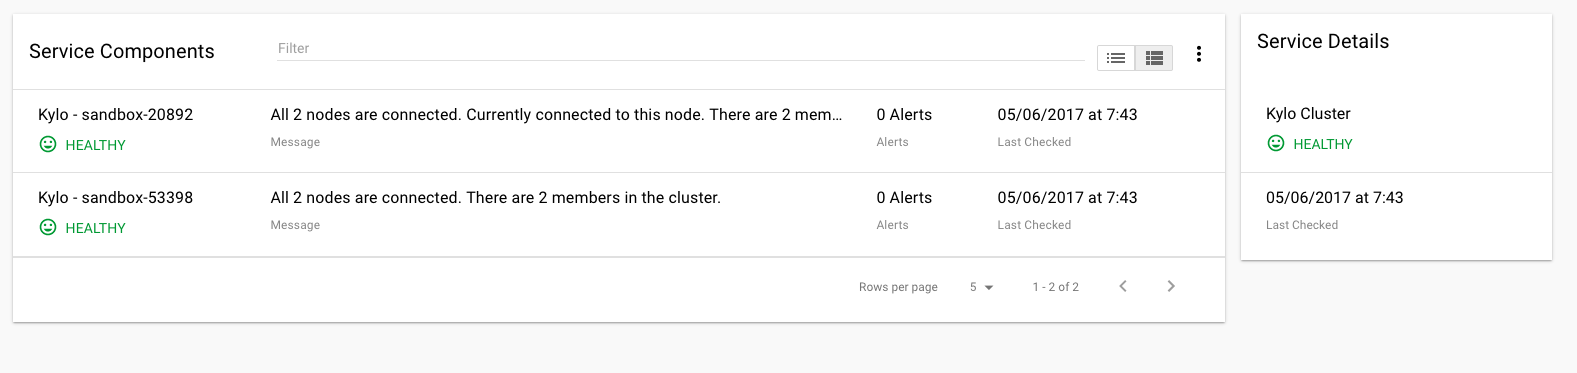 Service Components
Filter
Kylo - sandbox-20892
All 2 nodes are connected. Currently connected to this node. There are 2 mem...
0 Alerts
05/06/2017 at 7:43
HEALTHY
Message
Alerts
Last Checked
Kylo - sandbox-53398
All 2 nodes are connected. There are 2 members in the cluster.
0 Alerts
05/06/2017 at 7:43
HEALTHY
Message
Alerts
Last Checked
Rows per page
5
1 - 2 of 2
Service Details
Kylo Cluster
HEALTHY
05/06/2017 at 7:43
Last Checked